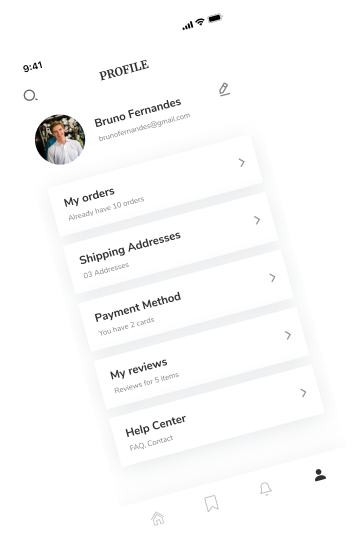 9:41
PROFILE
Bruno Fernandes
brunofernandes@gmail.com
My orders
Already have 10 orders
Shipping Addresses
03 Addresses
Payment Method
You have 2 cards
My reviews
Reviews for 5 items
Help Center
FAQ, Contact